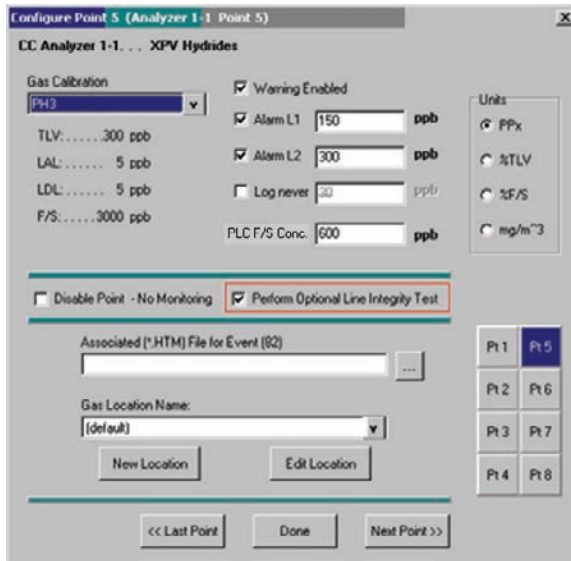 Configure Point 5 (Analyzer 1-1 Point 5)
x
CC Analyzer 1-1. . . XPV Hydrides
Gas Calibration
PH3
TLV:......300 ppb
LAL:...... 5 ppb
LDL:...... 5 ppb
F/S:.....3000 ppb
Warning Enabled
Alarm L1 150 ppb
Alarm L2 300 ppb
Log never 30 ppb
PLC F/S Conc. 600 ppb
Units
PPx
%TLV
%F/S
mg/m^3
Disable Point - No Monitoring
Perform Optional Line Integrity Test
Associated (*.HTM) File for Event (82)
...
Gas Location Name:
(default)
New Location Edit Location
Pt 1 Pt 5
Pt 2 Pt 6
Pt 3 Pt 7
Pt 4 Pt 8
<< Last Point Done Next Point >>